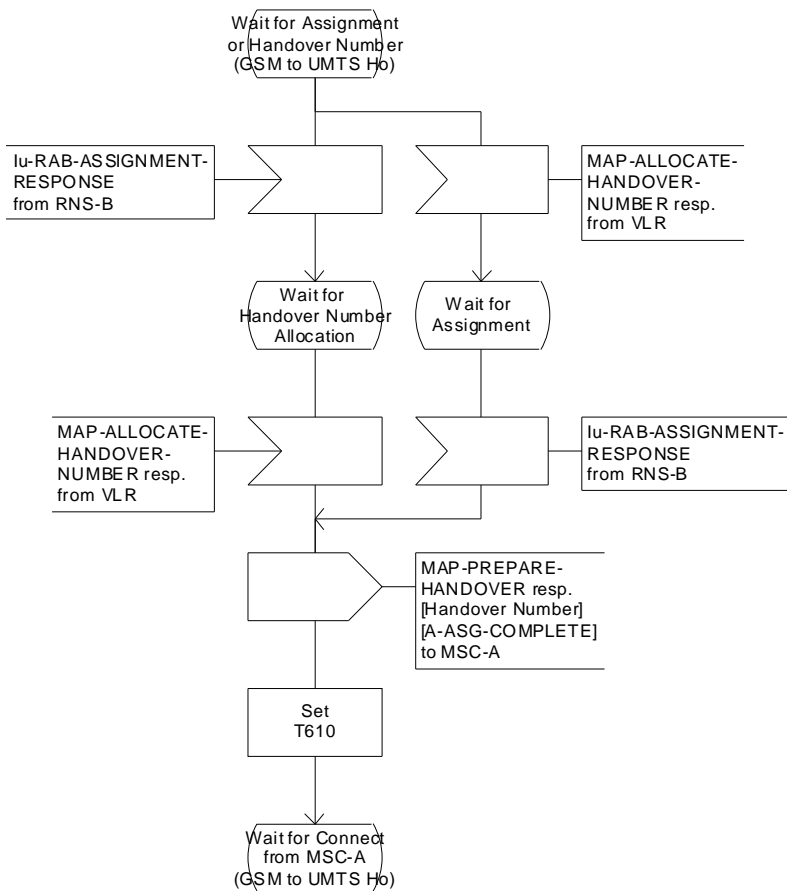 Wait for Assignment
or Handover Number
(GSM to UMTS Ho)
Iu-RAB-ASSIGNMENT-
RESPONSE
from RNS-B
MAP-ALLOCATE-
HANDOVER-
NUMBER resp.
from VLR
Wait for
Handover Number
Allocation
Wait for
Assignment
MAP-ALLOCATE-
HANDOVER-
NUMBER resp.
from VLR
Iu-RAB-ASSIGNMENT-
RESPONSE
from RNS-B
MAP-PREPARE-
HANDOVER resp.
[Handover Number]
[A-ASG-COMPLETE]
to MSC-A
Set
T610
Wait for Connect
from MSC-A
(GSM to UMTS Ho)